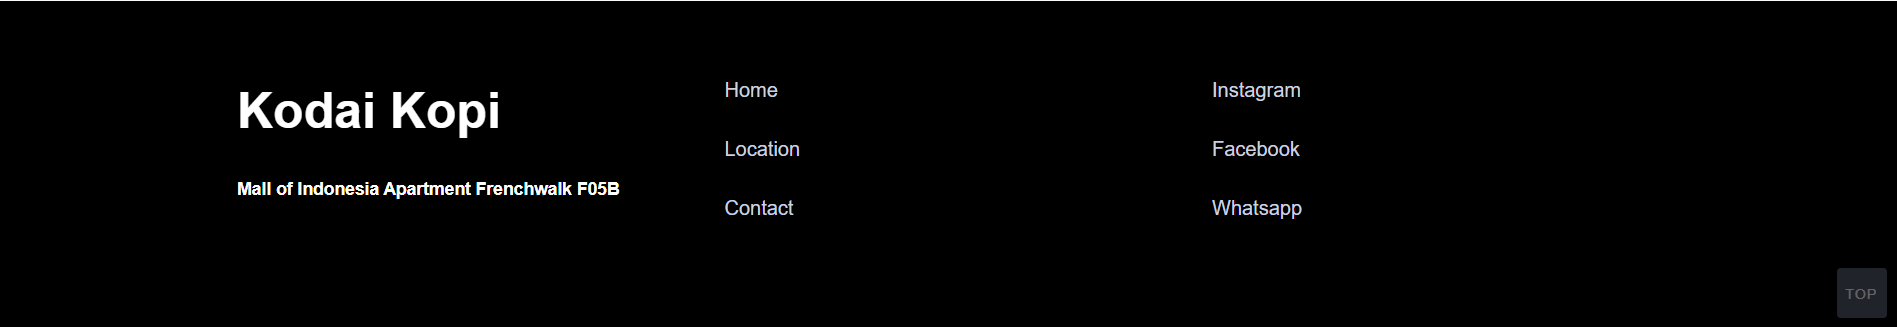 Kodai Kopi
Mall of Indonesia Apartment Frenchwalk F05B
Home
Location
Contact
Instagram
Facebook
Whatsapp
TOP